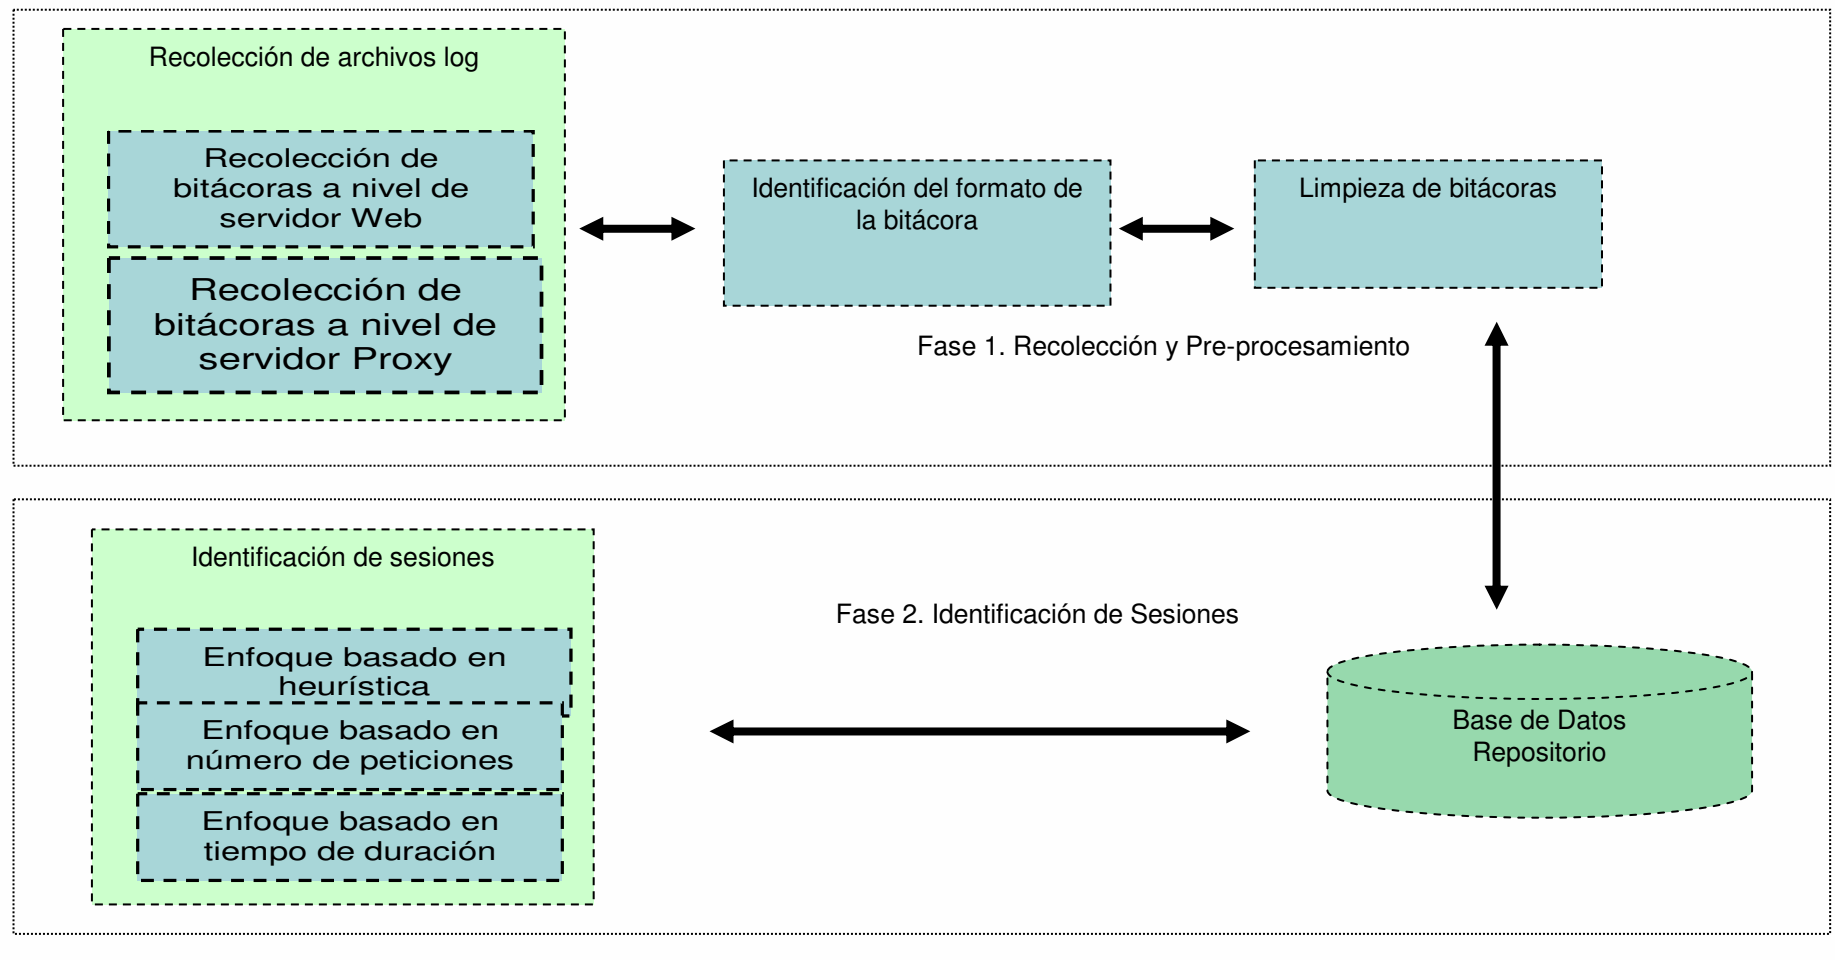 Recolección de archivos log
Recolección de
bitácoras a nivel de
servidor Web
Recolección de
bitácoras a nivel de
servidor Proxy
Identificación del formato de
la bitácora
Limpieza de bitácoras
Fase 1. Recolección y Pre-procesamiento
Identificación de sesiones
Enfoque basado en
heurística
Enfoque basado en
número de peticiones
Enfoque basado en
tiempo de duración
Fase 2. Identificación de Sesiones
Base de Datos
Repositorio